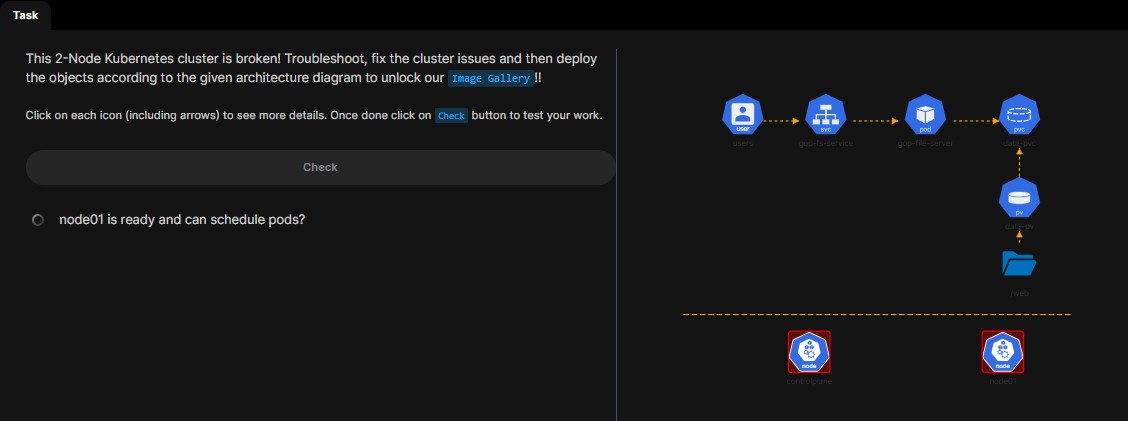 Task
This 2-Node Kubernetes cluster is broken! Troubleshoot, fix the cluster issues and then deploy
the objects according to the given architecture diagram to unlock our Image Gallery!!
Click on each icon (including arrows) to see more details. Once done click on Check button to test your work.
Check
node01 is ready and can schedule pods?
user
svc
pod
pvc
users
gop-fs-service
gop-file-server
data-pvc
pv
data-pv
/web
node
node
controlplane
node01